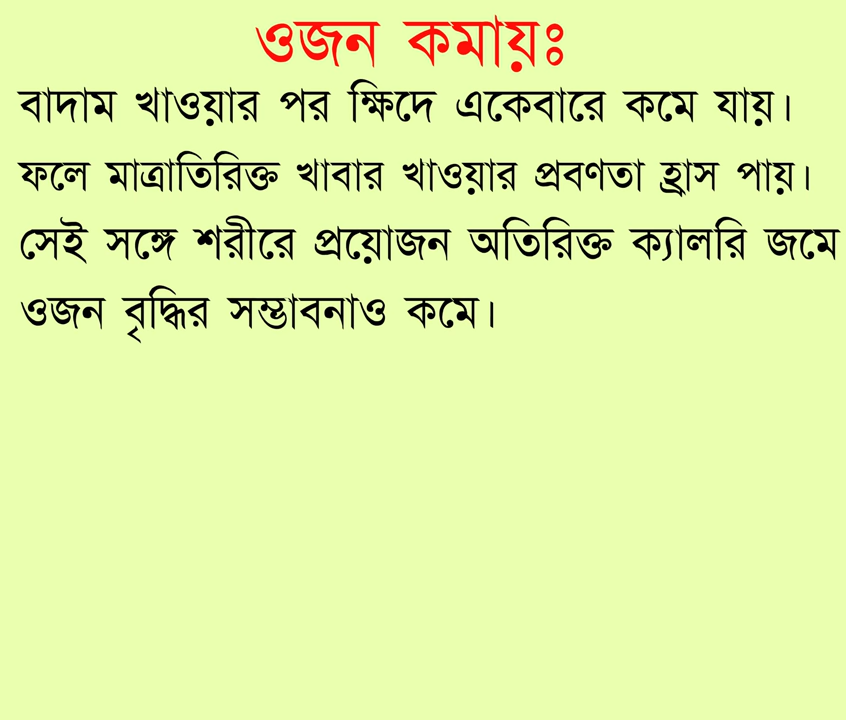 ওজন কমায়ঃ
বাদাম খাওয়ার পর ক্ষিদে একেবারে কমে যায়।
ফলে মাত্রাতিরিক্ত খাবার খাওয়ার প্রবণতা হ্রাস পায়।
সেই সঙ্গে শরীরে প্রয়োজন অতিরিক্ত ক্যালরি জমে
ওজন বৃদ্ধির সম্ভাবনাও কমে।